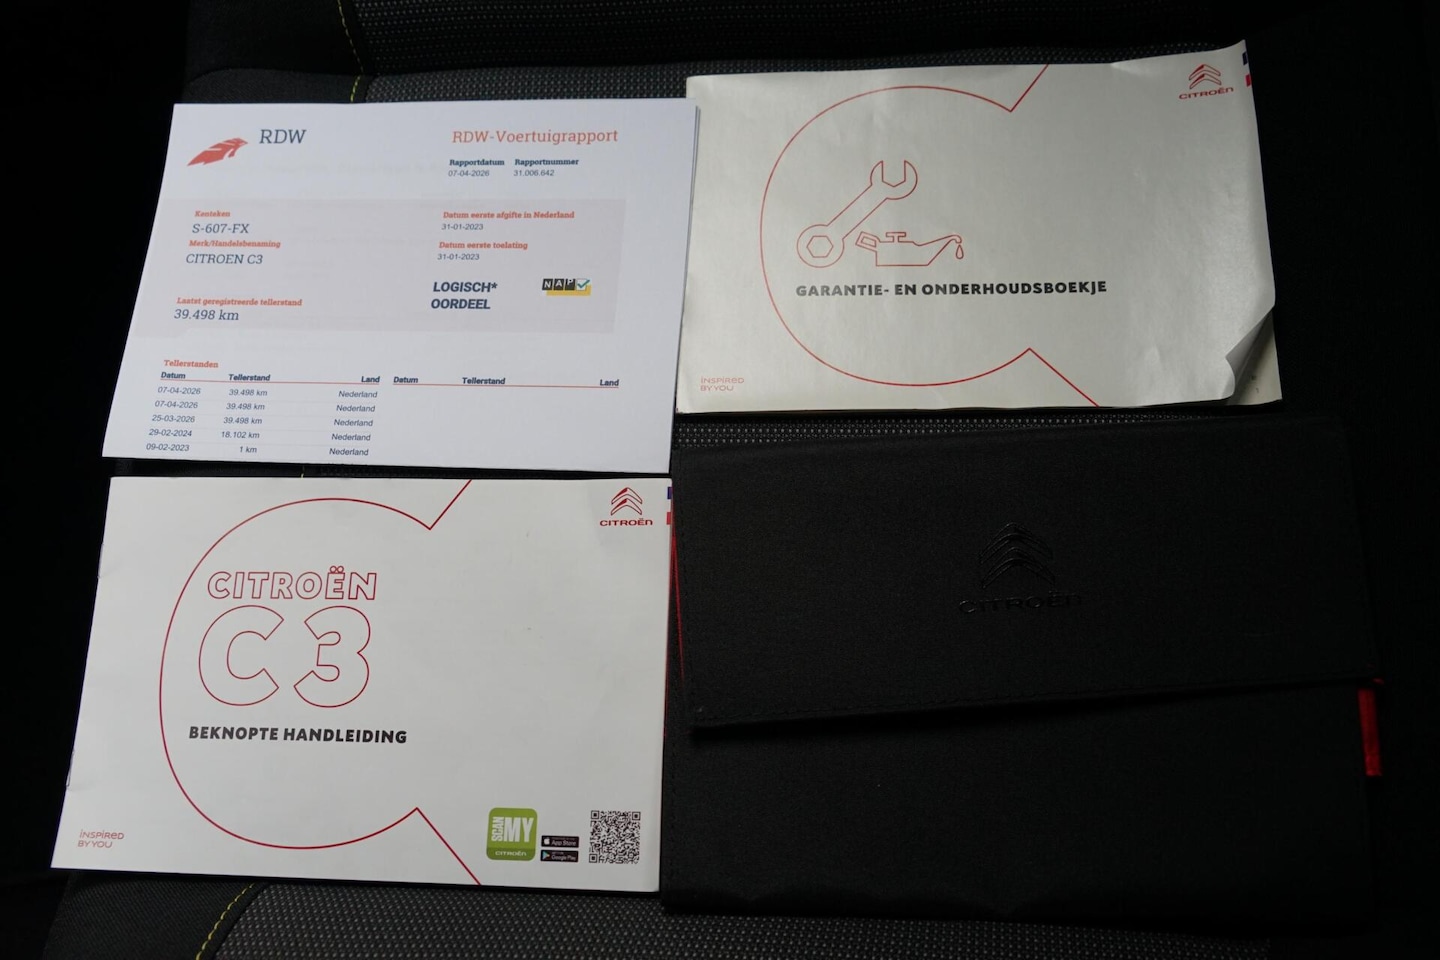 RDW
RDW-Voertuigrapport
Rapportdatum Rapportnummer
07-04-2026 31.006.642
Kenteken
S-607-FX
Merk/Handelsbenaming
CITROEN C3
Datum eerste afgifte in Nederland
31-01-2023
Datum eerste toelating
31-01-2023
Laatst geregistreerde tellerstand
39.498 km
LOGISCH*
OORDEEL
NAP
Tellerstanden
Datum Tellerstand Land Datum Tellerstand Land
07-04-2026 39.498 km Nederland
07-04-2026 39.498 km Nederland
25-03-2026 39.498 km Nederland
29-02-2024 18.102 km Nederland
09-02-2023 1 km Nederland
CITROËN
GARANTIE- EN ONDERHOUDSBOEKJE
INSPIRED
BY YOU
CITROËN
CITROËN
C3
BEKNOPTE HANDLEIDING
INSPIRED
BY YOU
SCAN MY
CITROËN
App Store
Google Play
CITROËN